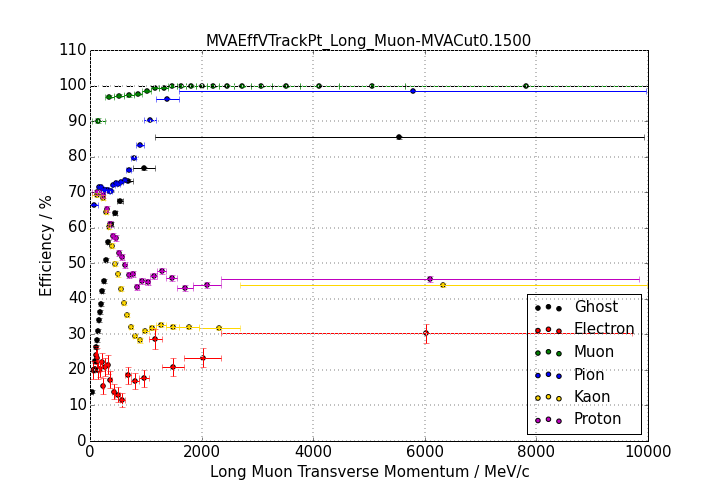 MVAEffVTrackPt_Long_Muon-MVACut0.1500
110
100
90
80
70
60
50
40
30
20
10
0
Efficiency / %
0 2000 4000 6000 8000 10000
Long Muon Transverse Momentum / MeV/c
Ghost
Electron
Muon
Pion
Kaon
Proton